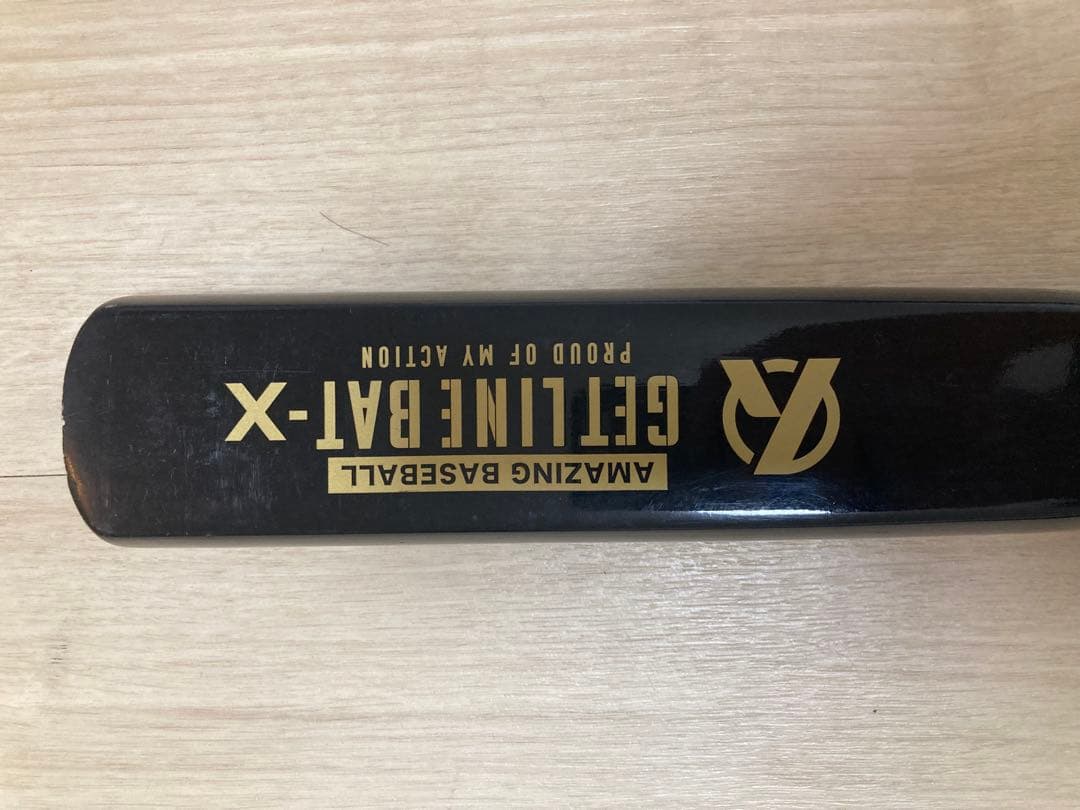 AMAZING BASEBALL
GETLINE BAT-X
PROUD OF MY ACTION